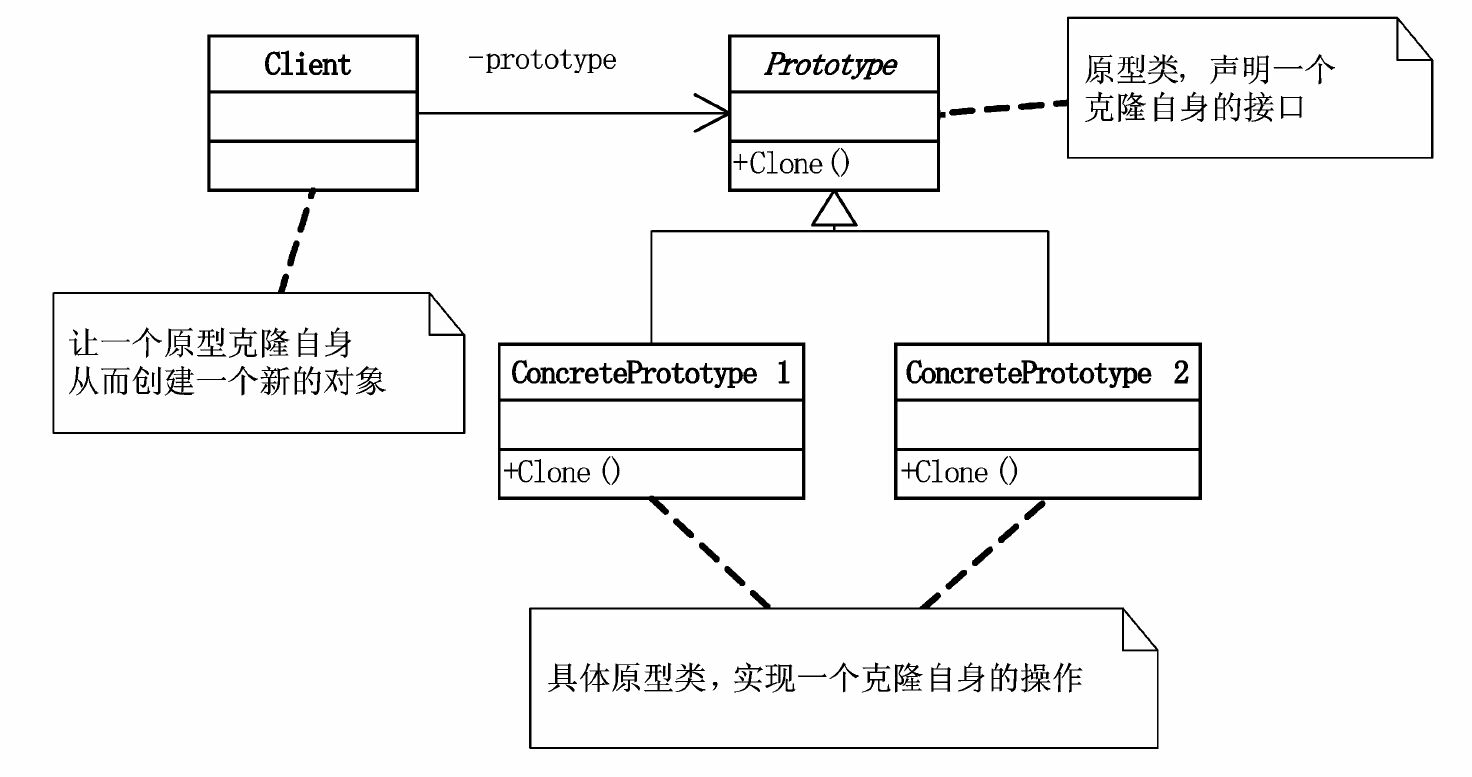 Client
-prototype
Prototype
+Clone()
原型类, 声明一个
克隆自身的接口
让一个原型克隆自身
从而创建一个新的对象
ConcretePrototype 1
+Clone()
ConcretePrototype 2
+Clone()
具体原型类,实现一个克隆自身的操作